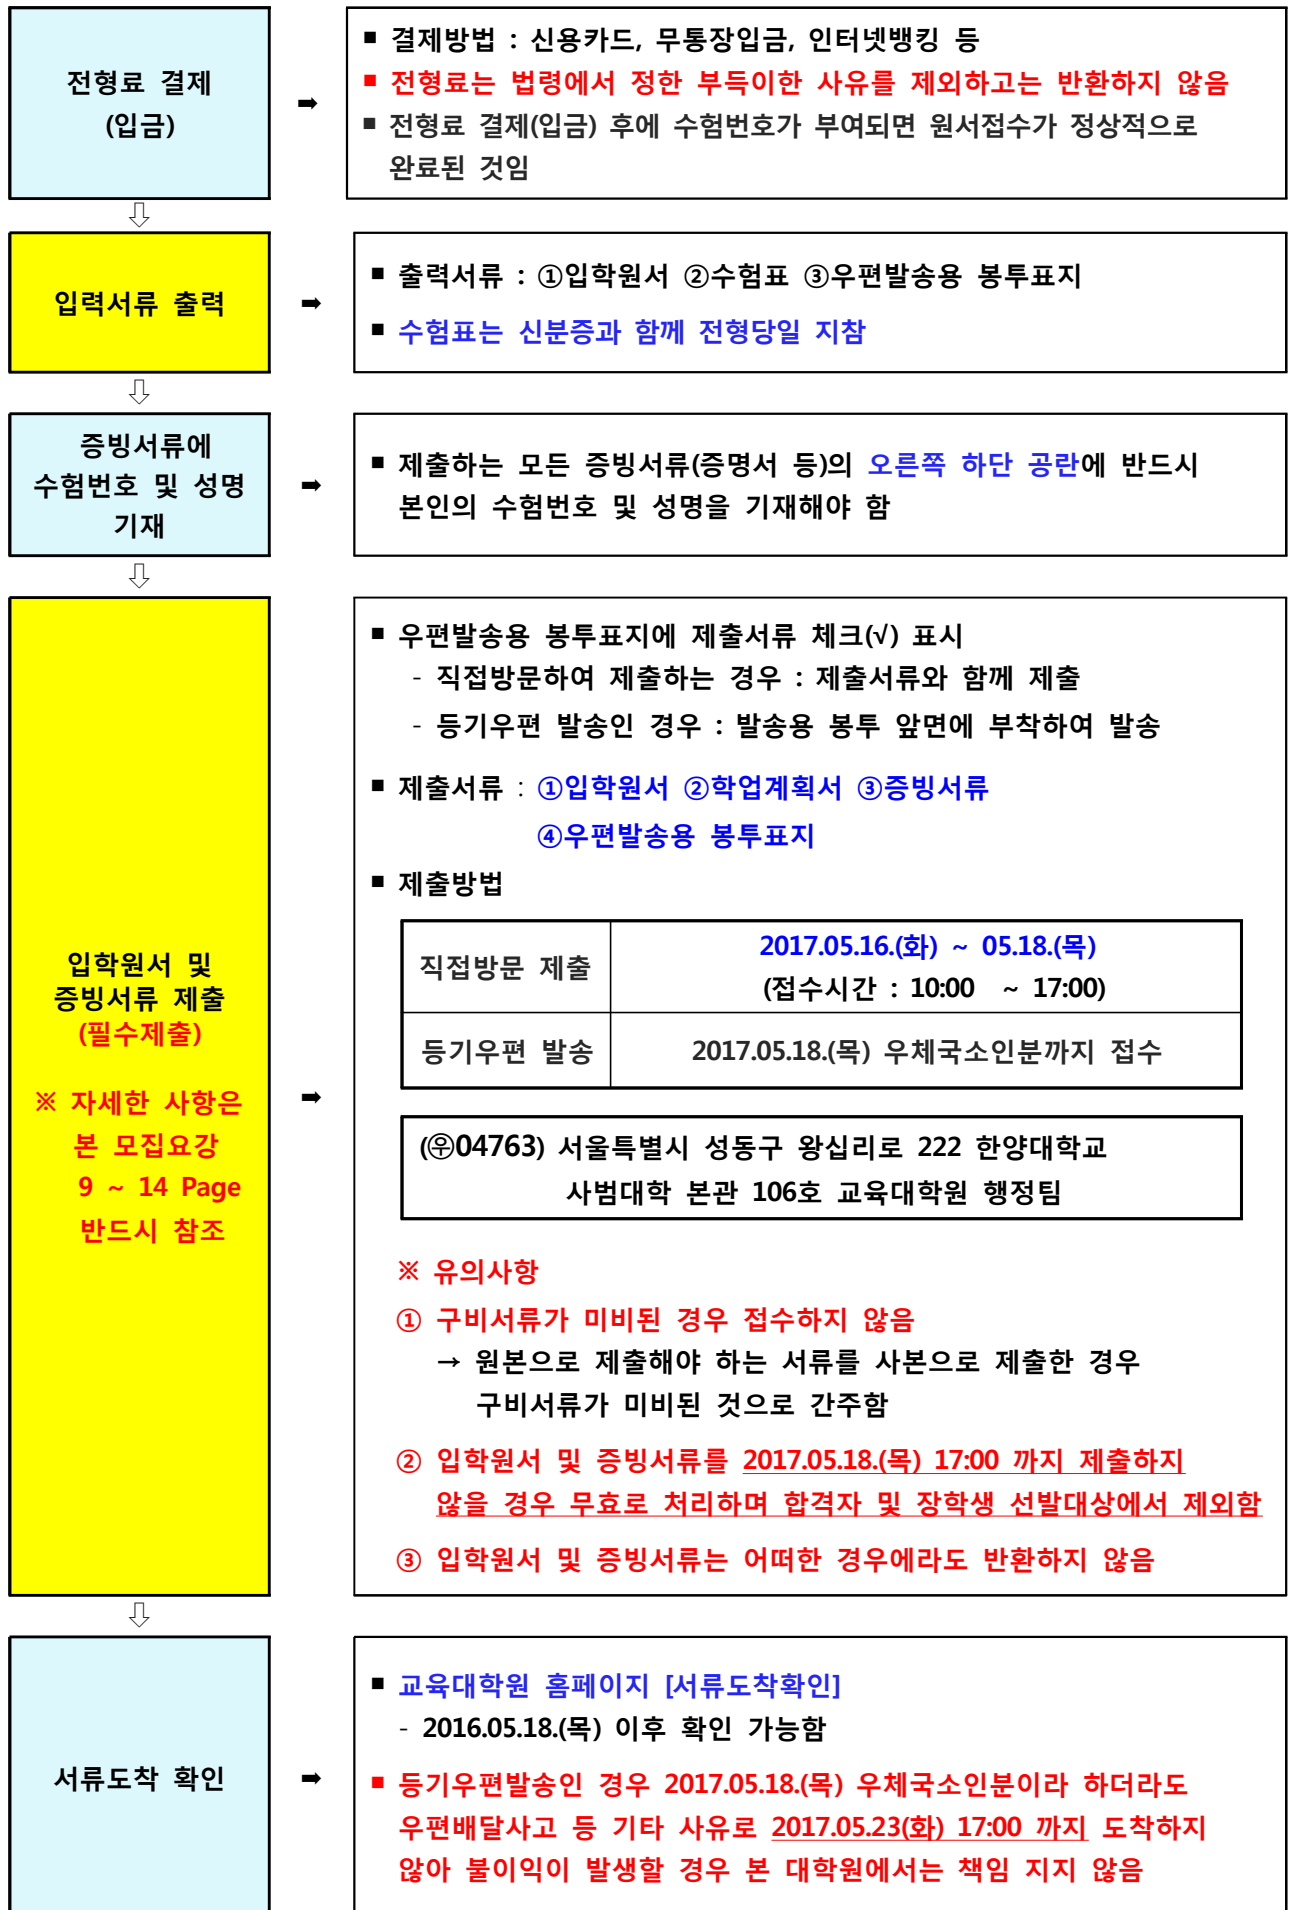 전형료 결제
(입금)
➡
■ 결제방법 : 신용카드, 무통장입금, 인터넷뱅킹 등
■ 전형료는 법령에서 정한 부득이한 사유를 제외하고는 반환하지 않음
■ 전형료 결제(입금) 후에 수험번호가 부여되면 원서접수가 정상적으로
완료된 것임
⇩
입력서류 출력
➡
■ 출력서류 : ①입학원서 ②수험표 ③우편발송용 봉투표지
■ 수험표는 신분증과 함께 전형당일 지참
⇩
증빙서류에
수험번호 및 성명
기재
➡
■ 제출하는 모든 증빙서류(증명서 등)의 오른쪽 하단 공란에 반드시
본인의 수험번호 및 성명을 기재해야 함
⇩
입학원서 및
증빙서류 제출
(필수제출)
※ 자세한 사항은
본 모집요강
9 ~ 14 Page
반드시 참조
➡
■ 우편발송용 봉투표지에 제출서류 체크(√) 표시
- 직접방문하여 제출하는 경우 : 제출서류와 함께 제출
- 등기우편 발송인 경우 : 발송용 봉투 앞면에 부착하여 발송
■ 제출서류 : ①입학원서 ②학업계획서 ③증빙서류
④우편발송용 봉투표지
■ 제출방법
직접방문 제출
2017.05.16.(화) ~ 05.18.(목)
(접수시간 : 10:00 ~ 17:00)
등기우편 발송
2017.05.18.(목) 우체국소인분까지 접수
(㉾04763) 서울특별시 성동구 왕십리로 222 한양대학교
사범대학 본관 106호 교육대학원 행정팀
※ 유의사항
① 구비서류가 미비된 경우 접수하지 않음
→ 원본으로 제출해야 하는 서류를 사본으로 제출한 경우
구비서류가 미비된 것으로 간주함
② 입학원서 및 증빙서류를 2017.05.18.(목) 17:00 까지 제출하지
않을 경우 무효로 처리하며 합격자 및 장학생 선발대상에서 제외함
③ 입학원서 및 증빙서류는 어떠한 경우에라도 반환하지 않음
⇩
서류도착 확인
➡
■ 교육대학원 홈페이지 [서류도착확인]
- 2016.05.18.(목) 이후 확인 가능함
■ 등기우편발송인 경우 2017.05.18.(목) 우체국소인분이라 하더라도
우편배달사고 등 기타 사유로 2017.05.23(화) 17:00 까지 도착하지
않아 불이익이 발생할 경우 본 대학원에서는 책임 지지 않음